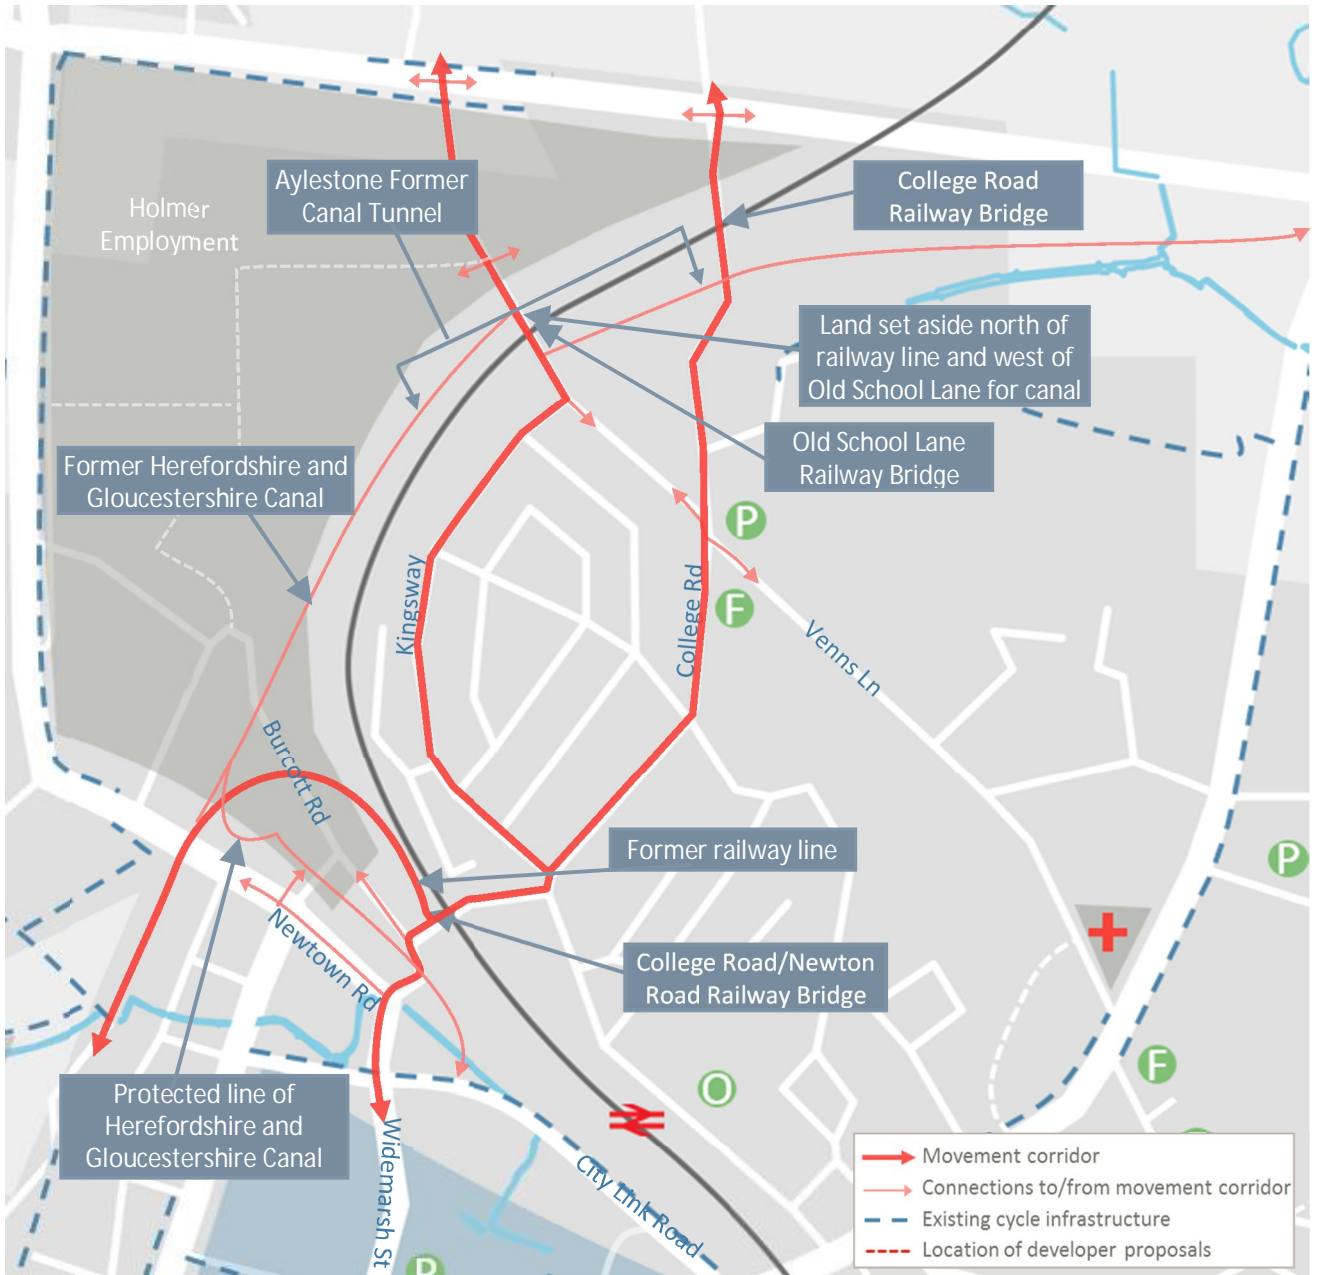 Aylestone Former
Canal Tunnel
College Road
Railway Bridge
Holmer
Employment
Land set aside north of
railway line and west of
Old School Lane for canal
Old School Lane
Railway Bridge
Former Herefordshire and
Gloucestershire Canal
P
F
Kingsway
College Rd
Venns Ln
Burcott Rd
Former railway line
P
Newtown Rd
College Road/Newton
Road Railway Bridge
F
O
Protected line of
Herefordshire and
Gloucestershire Canal
Widemarsh St
City Link Road
P
Movement corridor
Connections to/from movement corridor
Existing cycle infrastructure
Location of developer proposals